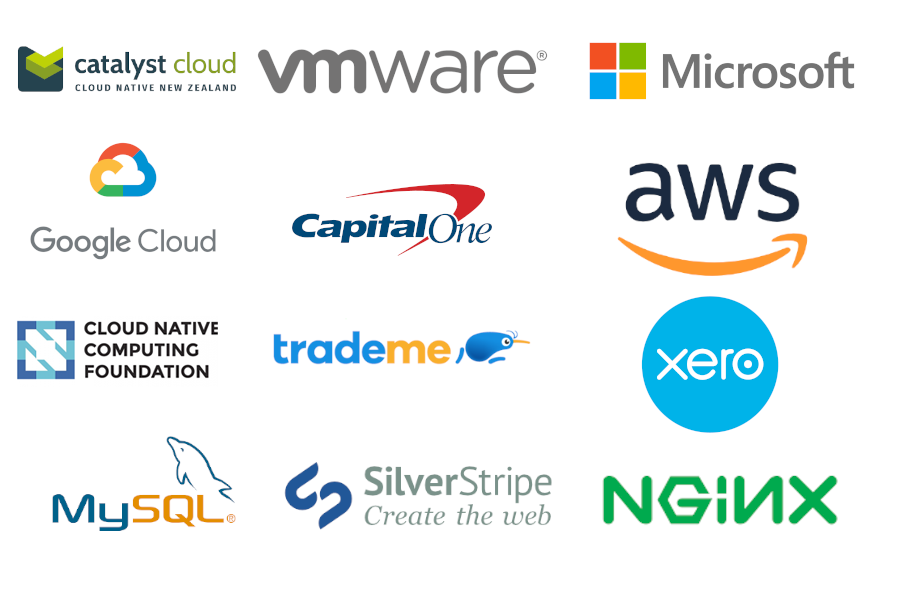 catalyst cloud
CLOUD NATIVE NEW ZEALAND
vmware®
Microsoft
Google Cloud
CapitalOne
aws
CLOUD NATIVE
COMPUTING
FOUNDATION
trademe
xero
MySQL®
SilverStripe
Create the web
NGiNX